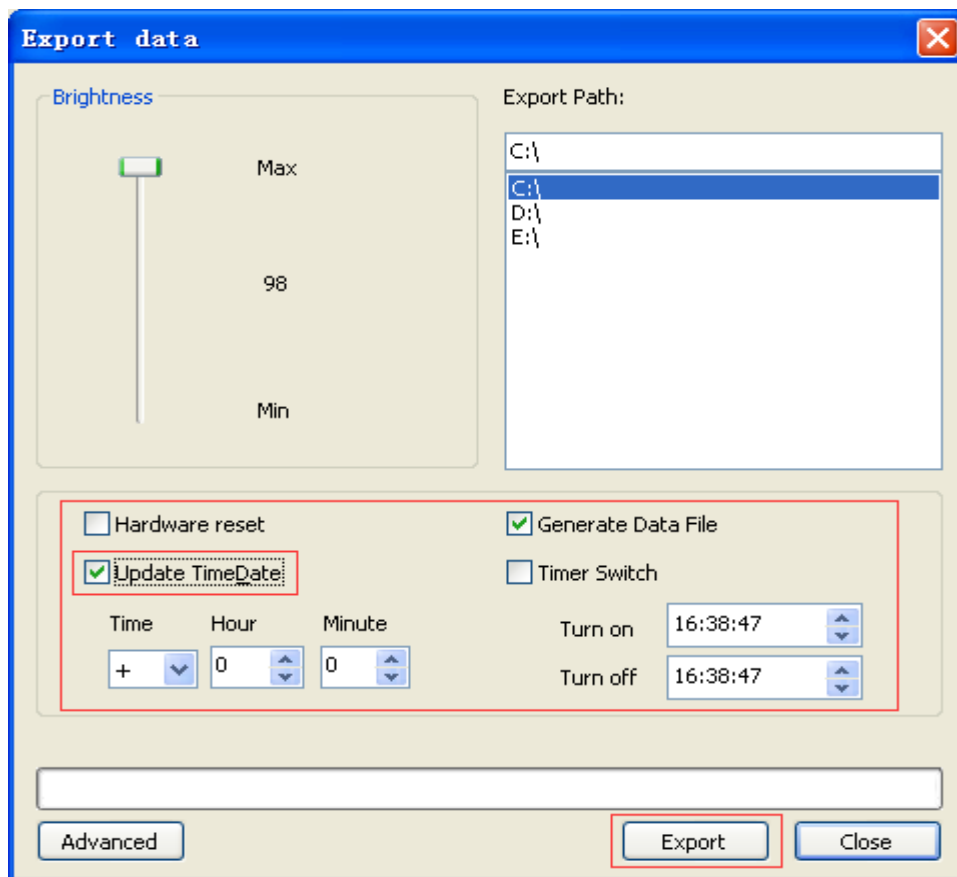 Export data
Brightness
Max
98
Min
Export Path:
C:\
C:\
D:\
E:\
Hardware reset
Generate Data File
Update TimeDate
Timer Switch
Time Hour Minute
+ 0 0
Turn on 16:38:47
Turn off 16:38:47
Advanced
Export
Close